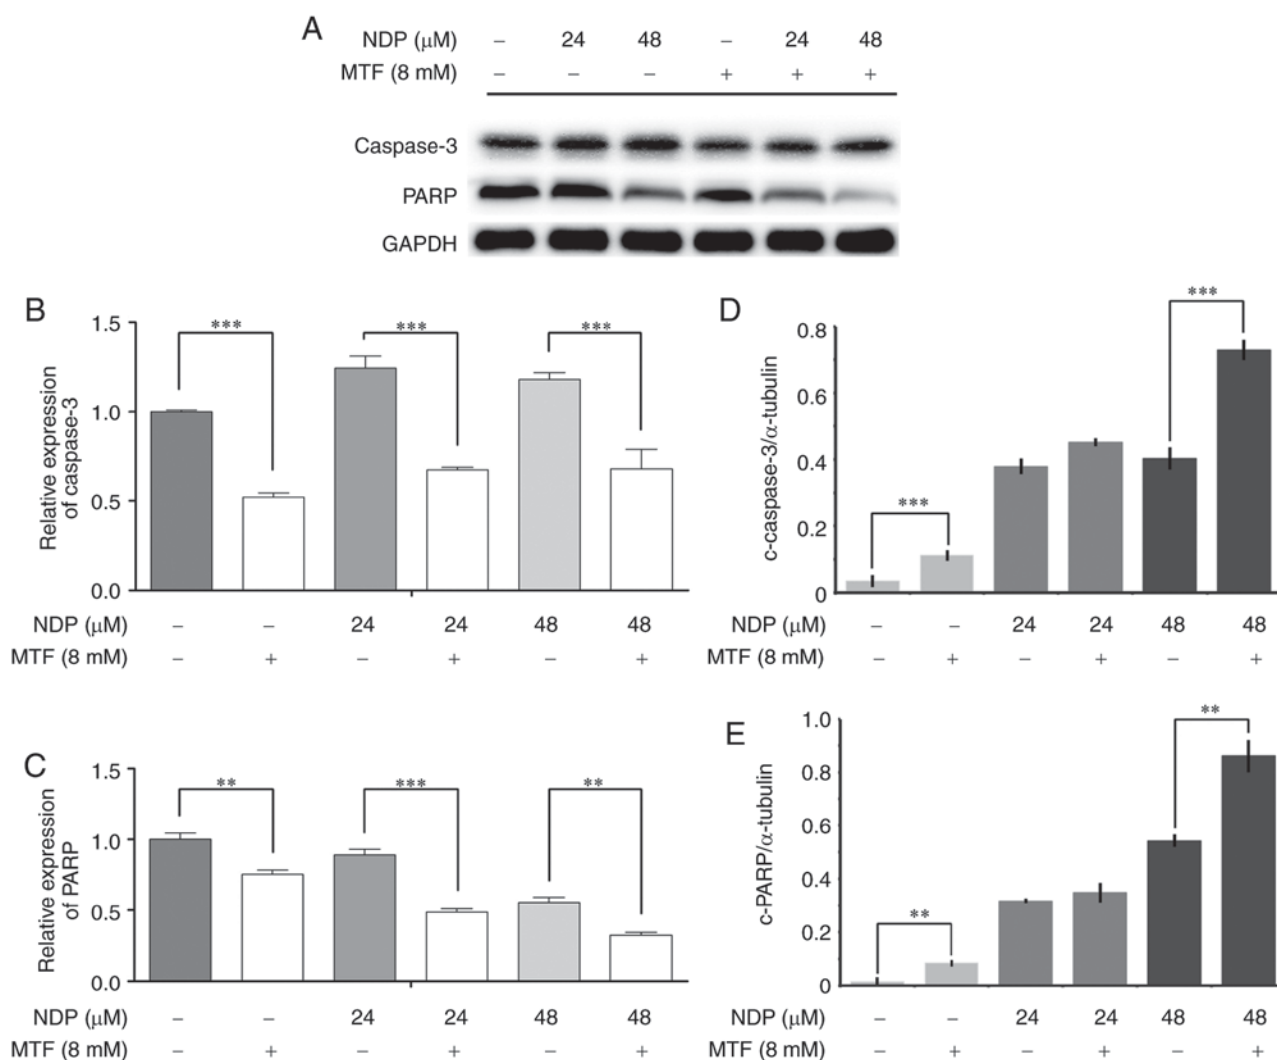 A
NDP (µM) – 24 48 – 24 48
MTF (8 mM) – – – + + +
Caspase-3
PARP
GAPDH
B
Relative expression
of caspase-3
1.5
1.0
0.5
0.0
*** *** ***
NDP (µM) – – 24 24 48 48
MTF (8 mM) – + – + – +
D
c-caspase-3/α-tubulin
0.8
0.6
0.4
0.2
0
*** ***
NDP (µM) – – 24 24 48 48
MTF (8 mM) – + – + – +
C
Relative expression
of PARP
1.5
1.0
0.5
0.0
** *** **
NDP (µM) – – 24 24 48 48
MTF (8 mM) – + – + – +
E
c-PARP/α-tubulin
1.0
0.8
0.6
0.4
0.2
0
** **
NDP (µM) – – 24 24 48 48
MTF (8 mM) – + – + – +